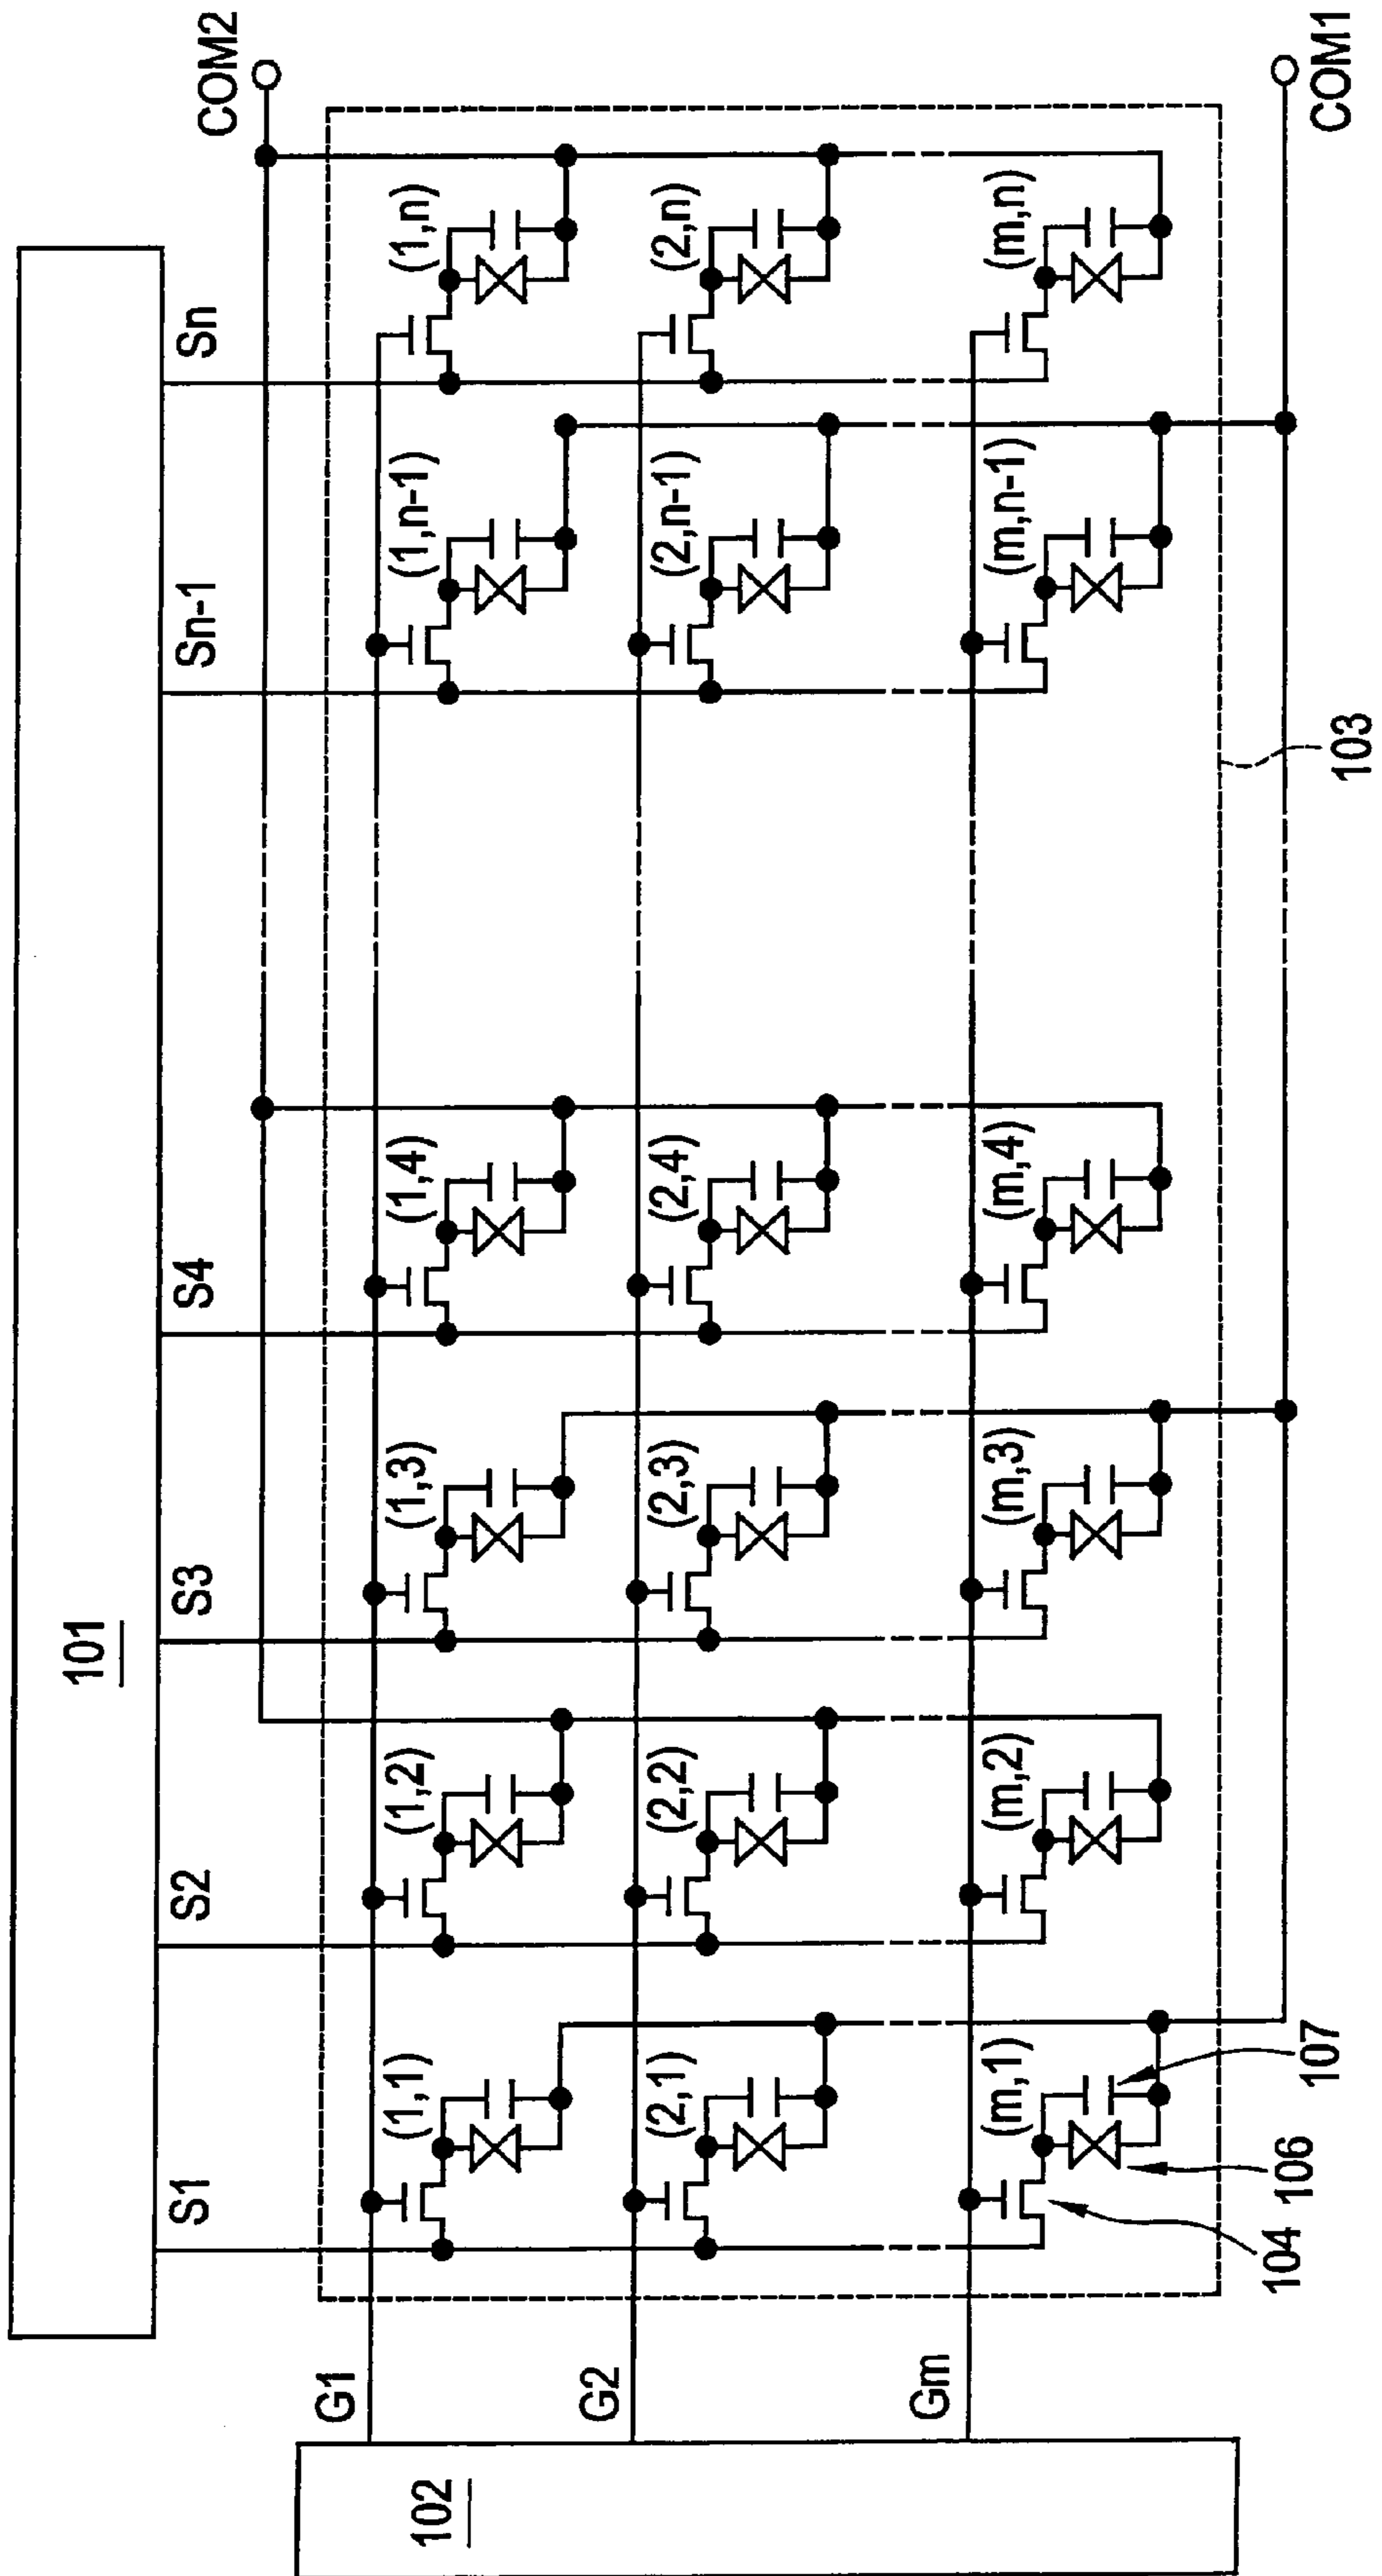 101
S1
S2
S3
S4
Sn-1
Sn
COM2
102
G1
(1,1)
(1,2)
(1,3)
(1,4)
(1,n-1)
(1,n)
G2
(2,1)
(2,2)
(2,3)
(2,4)
(2,n-1)
(2,n)
Gm
(m,1)
(m,2)
(m,3)
(m,4)
(m,n-1)
(m,n)
104
106
107
103
COM1